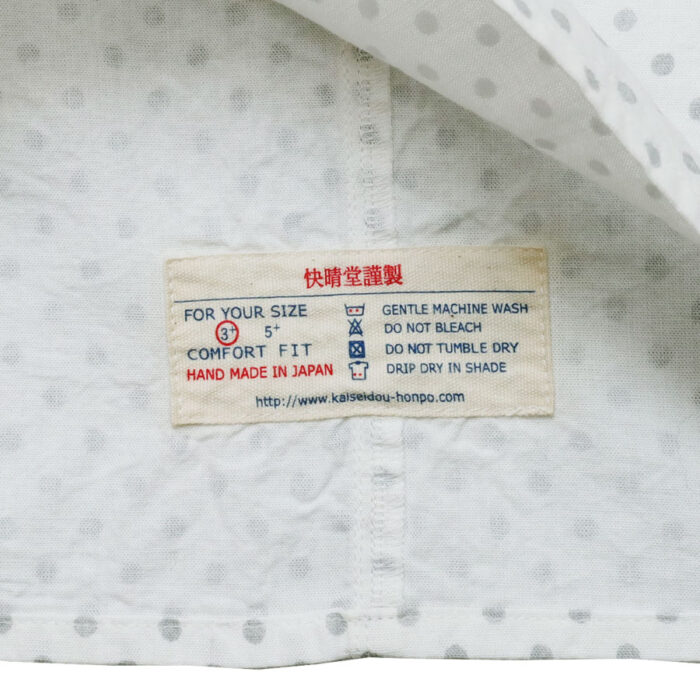 快晴堂謹製
FOR YOUR SIZE
3+ 5+
COMFORT FIT
HAND MADE IN JAPAN
GENTLE MACHINE WASH
DO NOT BLEACH
DO NOT TUMBLE DRY
DRIP DRY IN SHADE
http://www.kaiseidou-honpo.com